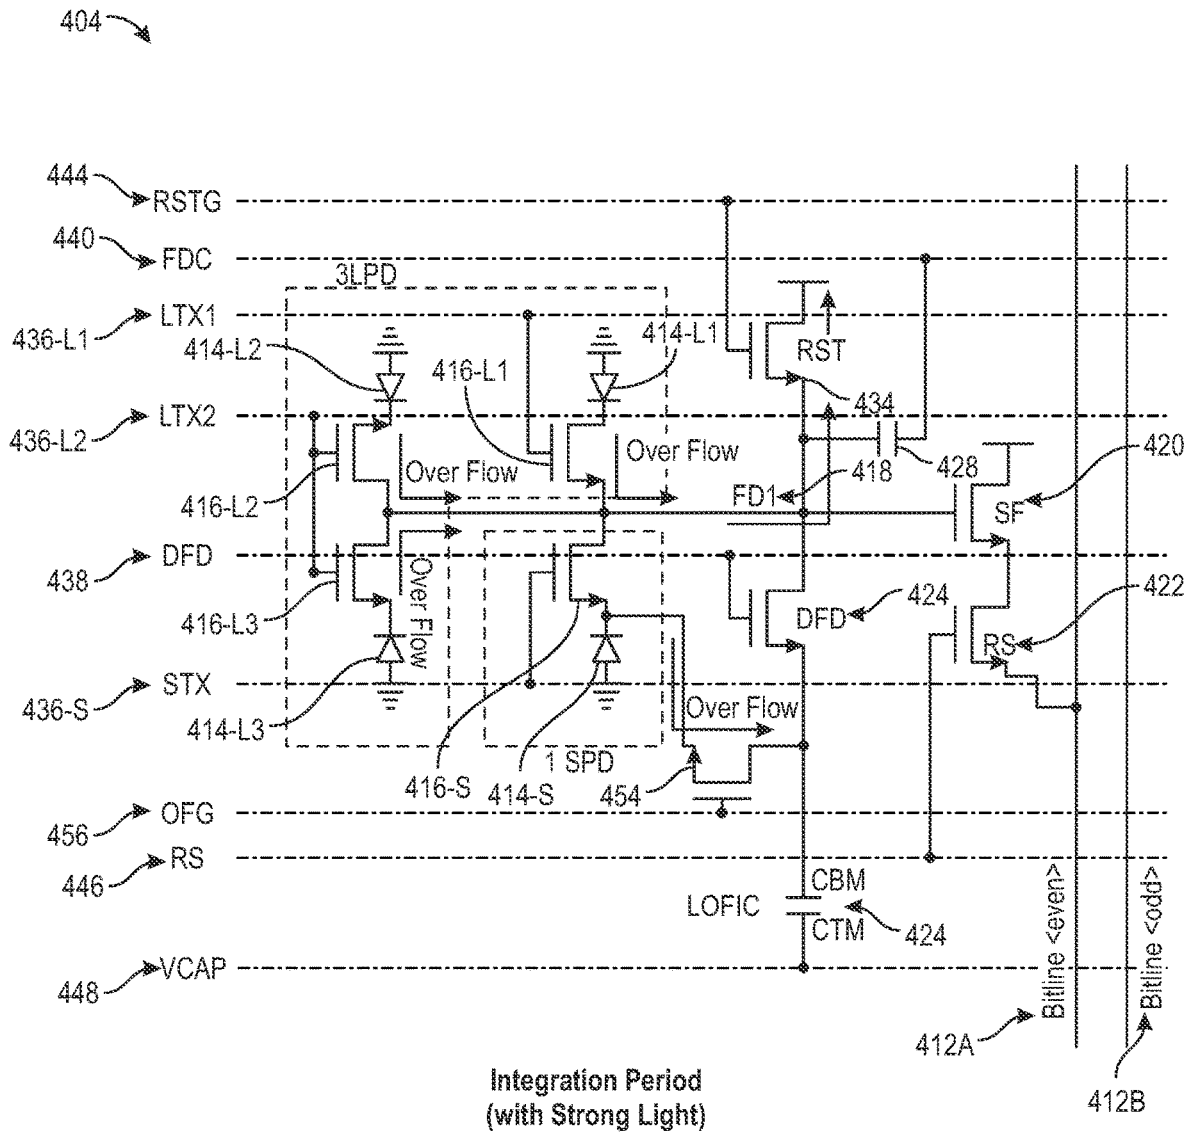 404
444
RSTG
440
FDC
3LPD
LTX1
436-L1
414-L2
416-L1
414-L1
RST
434
LTX2
436-L2
Over Flow
Over Flow
428
420
418
FD1
SF
416-L2
DFD
438
Over Flow
DFD
424
422
RS
416-L3
STX
436-S
414-L3
Over Flow
1 SPD
416-S
414-S
454
OFG
456
RS
446
LOFIC
CBM
CTM
424
VCAP
448
Bitline <even>
Bitline <odd>
412A
412B
Integration Period
(with Strong Light)